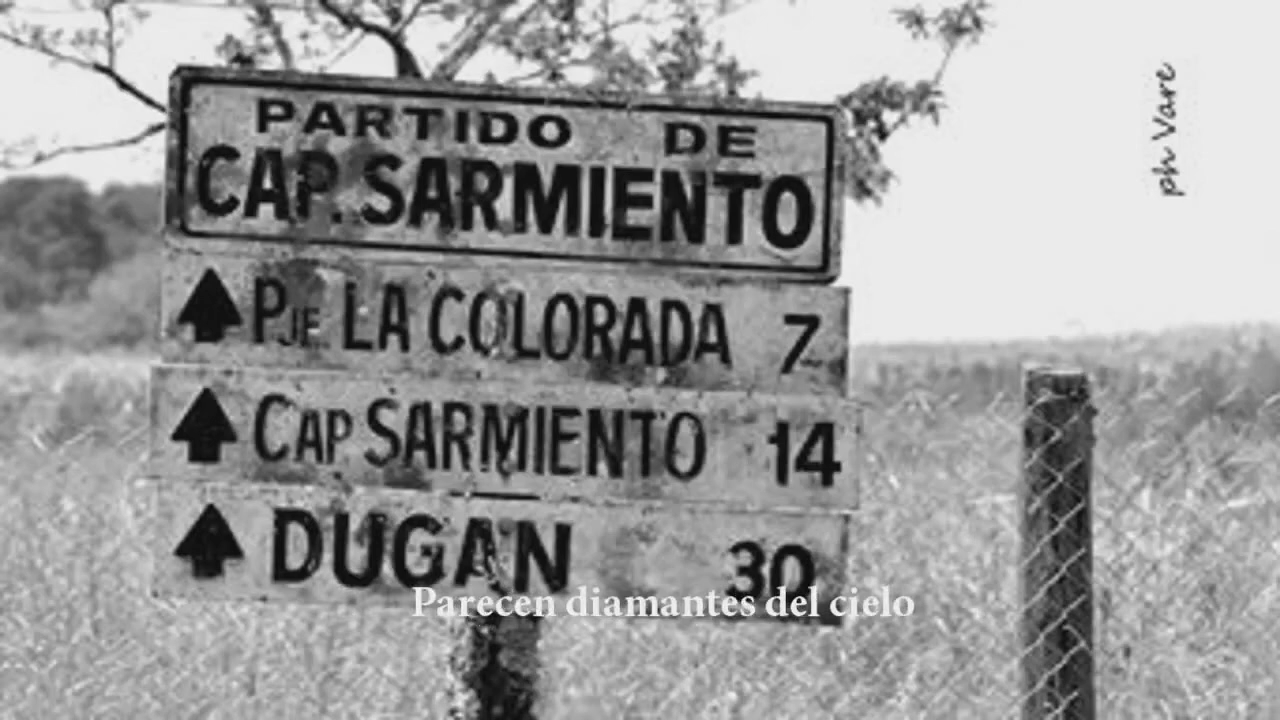 PARTIDO DE
CAP. SARMIENTO
PJE LA COLORADA 7
CAP SARMIENTO 14
DUGAN 30
Parecen diamantes del cielo
ph Vare